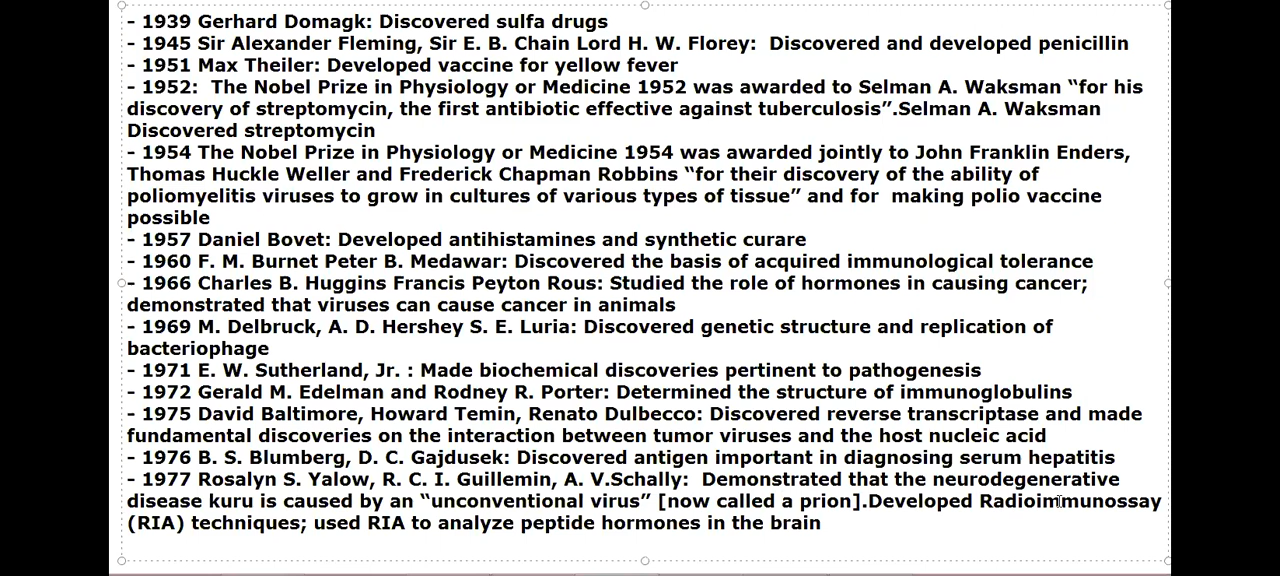 - 1939 Gerhard Domagk: Discovered sulfa drugs
- 1945 Sir Alexander Fleming, Sir E. B. Chain Lord H. W. Florey:  Discovered and developed penicillin
- 1951 Max Theiler: Developed vaccine for yellow fever
- 1952:  The Nobel Prize in Physiology or Medicine 1952 was awarded to Selman A. Waksman “for his
discovery of streptomycin, the first antibiotic effective against tuberculosis”.Selman A. Waksman
Discovered streptomycin
- 1954 The Nobel Prize in Physiology or Medicine 1954 was awarded jointly to John Franklin Enders,
Thomas Huckle Weller and Frederick Chapman Robbins “for their discovery of the ability of
poliomyelitis viruses to grow in cultures of various types of tissue” and for  making polio vaccine
possible
- 1957 Daniel Bovet: Developed antihistamines and synthetic curare
- 1960 F. M. Burnet Peter B. Medawar: Discovered the basis of acquired immunological tolerance
- 1966 Charles B. Huggins Francis Peyton Rous: Studied the role of hormones in causing cancer;
demonstrated that viruses can cause cancer in animals
- 1969 M. Delbruck, A. D. Hershey S. E. Luria: Discovered genetic structure and replication of
bacteriophage
- 1971 E. W. Sutherland, Jr. : Made biochemical discoveries pertinent to pathogenesis
- 1972 Gerald M. Edelman and Rodney R. Porter: Determined the structure of immunoglobulins
- 1975 David Baltimore, Howard Temin, Renato Dulbecco: Discovered reverse transcriptase and made
fundamental discoveries on the interaction between tumor viruses and the host nucleic acid
- 1976 B. S. Blumberg, D. C. Gajdusek: Discovered antigen important in diagnosing serum hepatitis
- 1977 Rosalyn S. Yalow, R. C. I. Guillemin, A. V.Schally:  Demonstrated that the neurodegenerative
disease kuru is caused by an “unconventional virus” [now called a prion].Developed Radioimmunossay
(RIA) techniques; used RIA to analyze peptide hormones in the brain